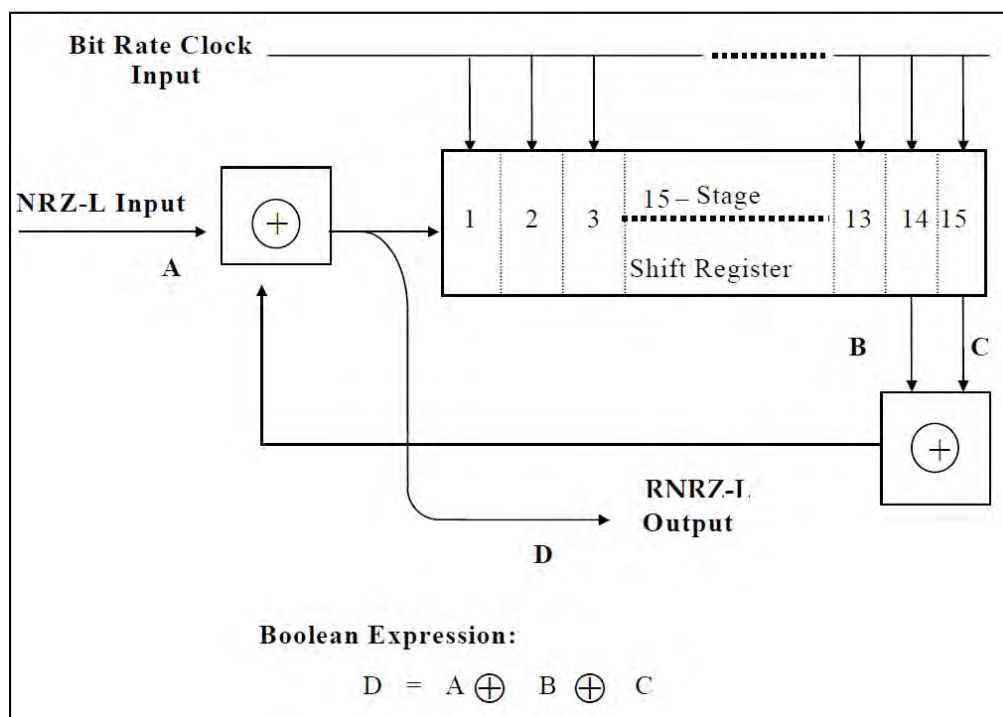 Bit Rate Clock
Input
NRZ-L Input
A
1 2 3 15 – Stage 13 14 15
Shift Register
B C
RNRZ-L
Output
D
Boolean Expression:
D = A ⊕ B ⊕ C